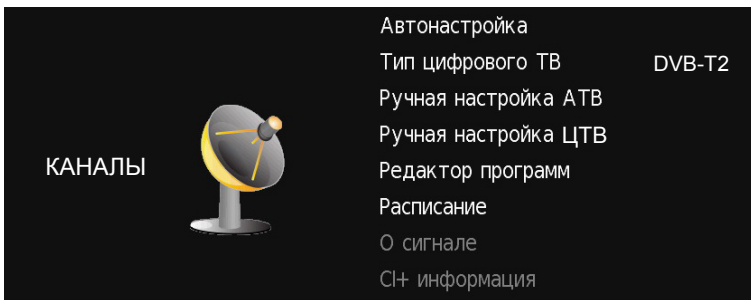 КАНАЛЫ
Автонастройка
Тип цифрового ТВ DVB-T2
Ручная настройка АТВ
Ручная настройка ЦТВ
Редактор программ
Расписание
О сигнале
CI+ информация